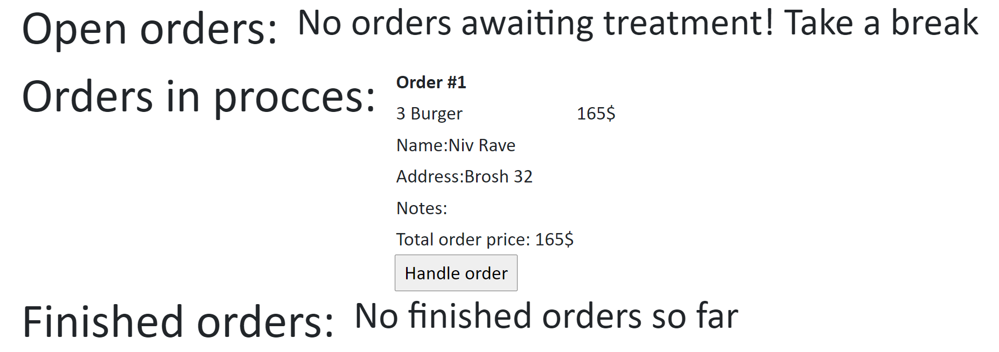 Open orders: No orders awaiting treatment! Take a break
Orders in procces:
Order #1
3 Burger 165$
Name:Niv Rave
Address:Brosh 32
Notes:
Total order price: 165$
Handle order
Finished orders: No finished orders so far